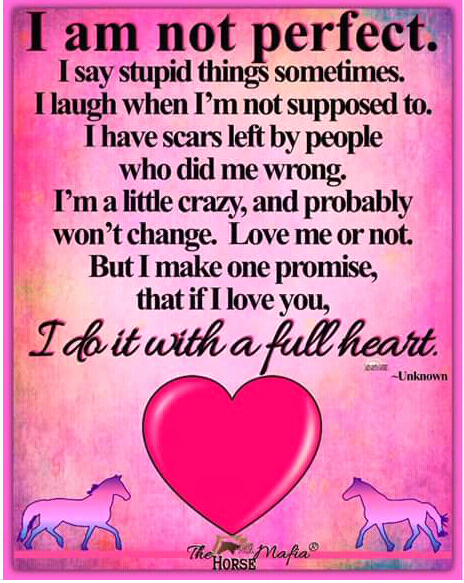 I am not perfect.
I say stupid things sometimes.
I laugh when I'm not supposed to.
I have scars left by people
who did me wrong.
I'm a little crazy, and probably
won't change. Love me or not.
But I make one promise,
that if I love you,
I do it with a full heart.
~Unknown
The Mafia®
HORSE